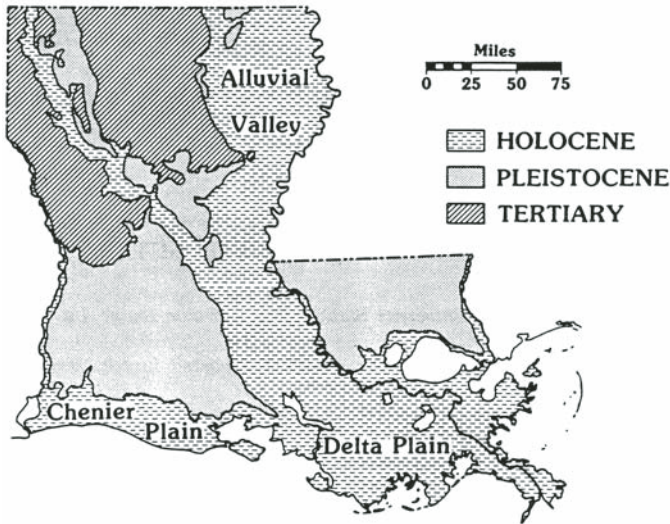 Alluvial
Valley
Miles
0 25 50 75
HOLOCENE
PLEISTOCENE
TERTIARY
Chenier
Plain
Delta Plain